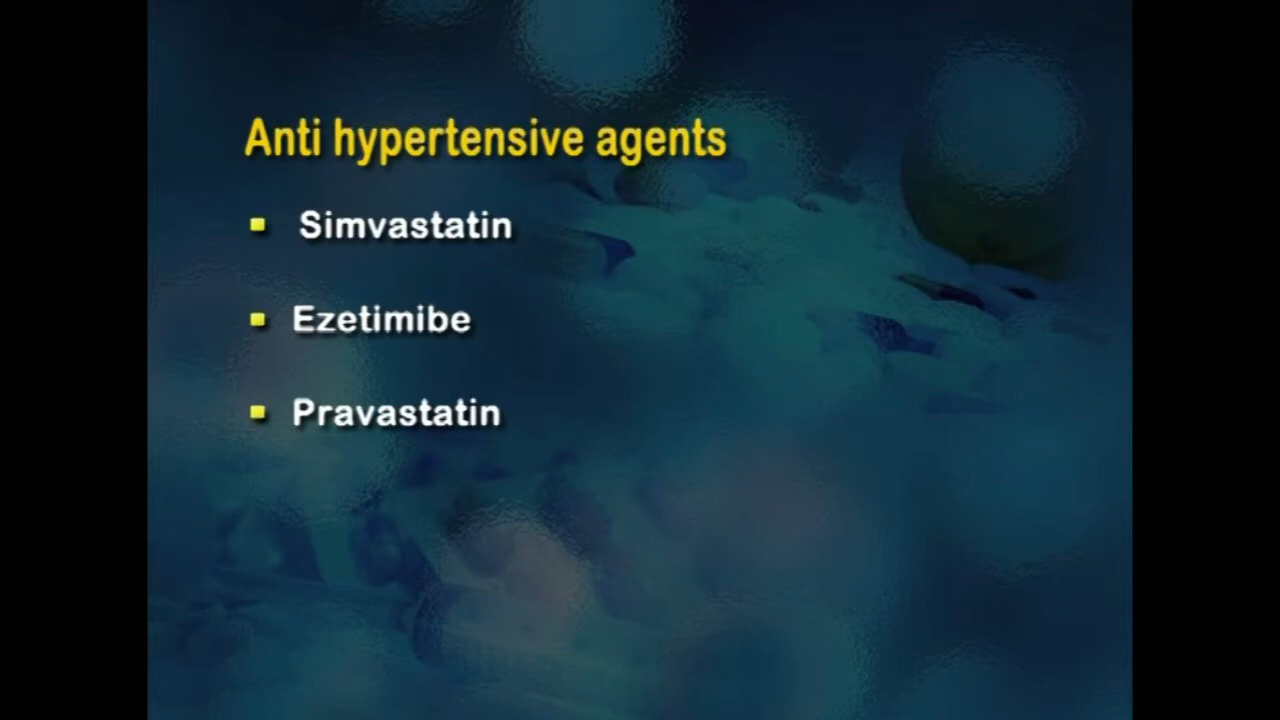 Anti hypertensive agents
Simvastatin
Ezetimibe
Pravastatin